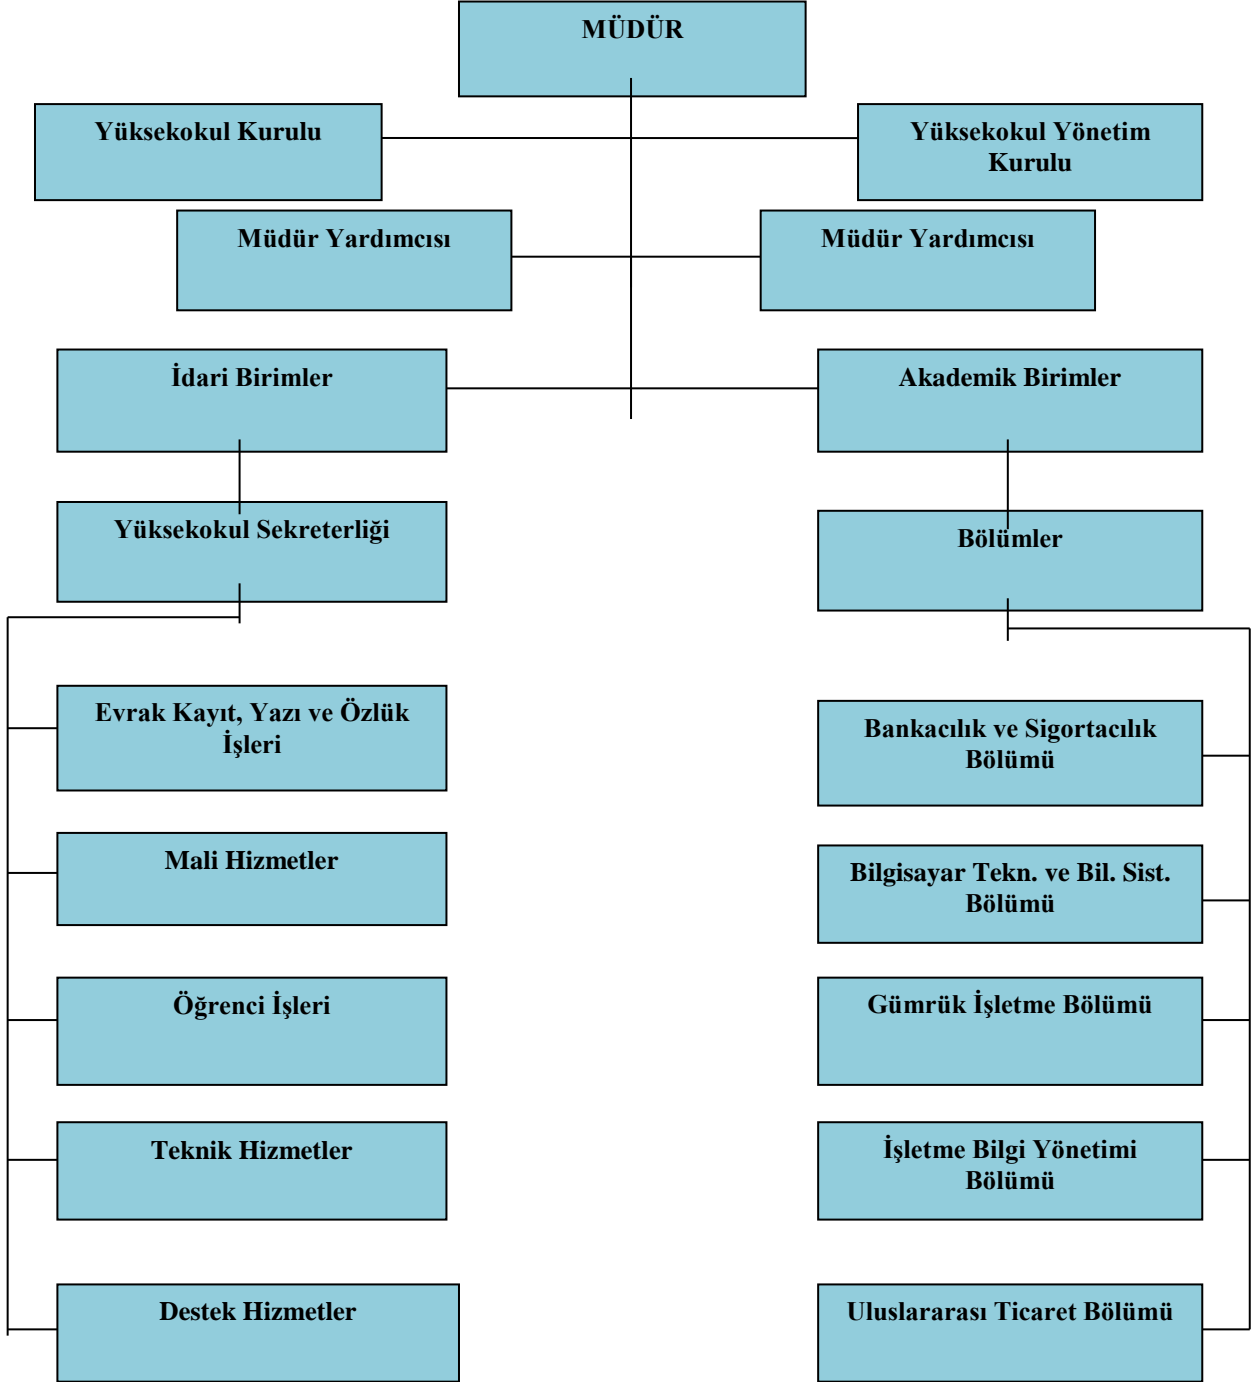 MÜDÜR
Yüksekokul Kurulu
Yüksekokul Yönetim
Kurulu
Müdür Yardımcısı
Müdür Yardımcısı
İdari Birimler
Akademik Birimler
Yüksekokul Sekreterliği
Bölümler
Evrak Kayıt, Yazı ve Özlük
İşleri
Mali Hizmetler
Öğrenci İşleri
Teknik Hizmetler
Destek Hizmetler
Bankacılık ve Sigortacılık
Bölümü
Bilgisayar Tekn. ve Bil. Sist.
Bölümü
Gümrük İşletme Bölümü
İşletme Bilgi Yönetimi
Bölümü
Uluslararası Ticaret Bölümü